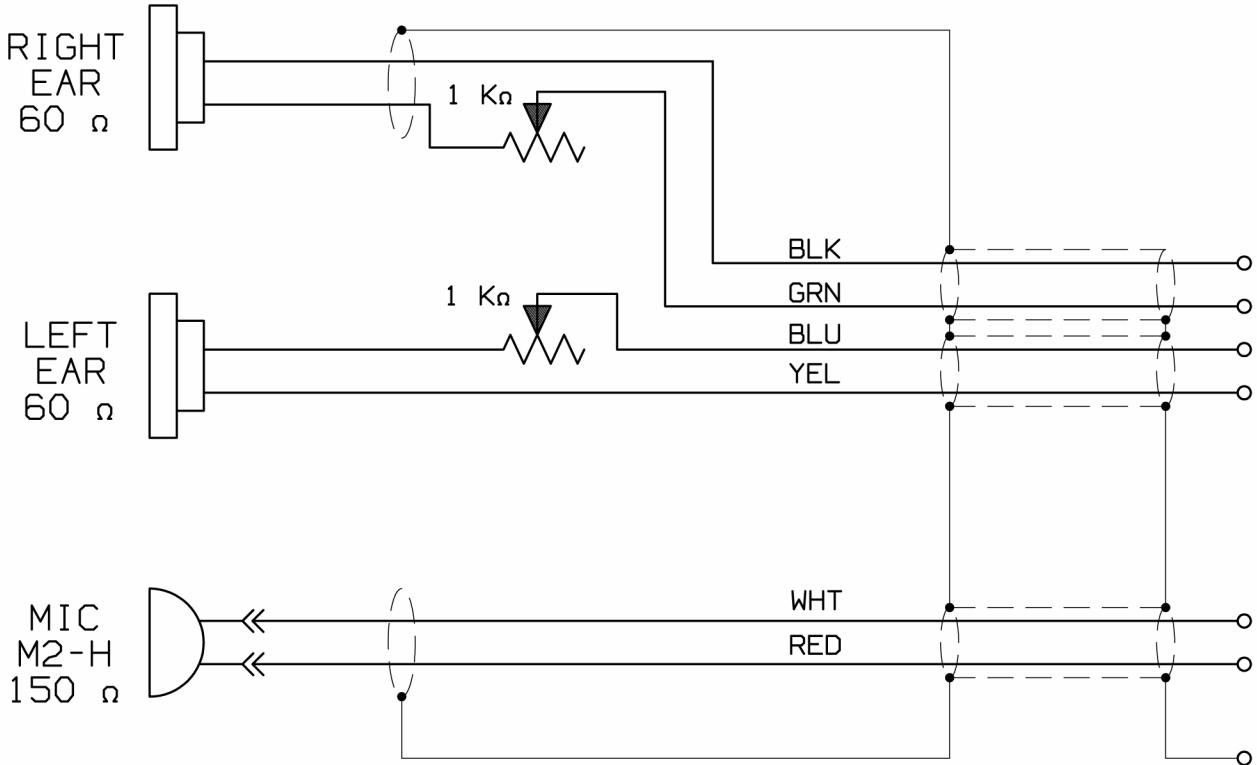 RIGHT
EAR
60 Ω
1 KΩ
BLK
GRN
LEFT
EAR
60 Ω
1 KΩ
BLU
YEL
MIC
M2-H
150 Ω
WHT
RED